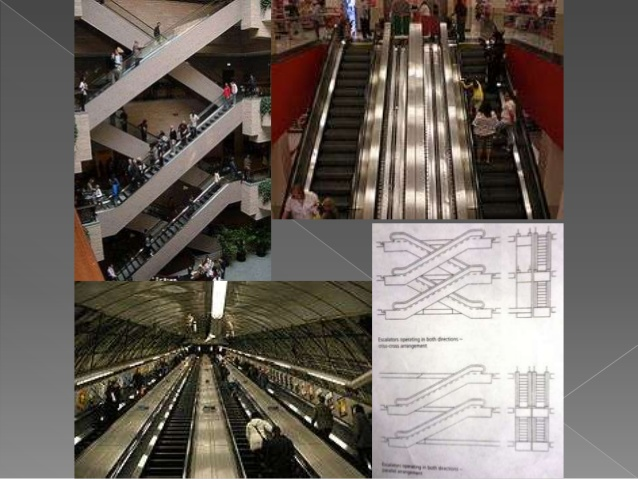 Escalators operating in both directions –
criss-cross arrangement
Escalators operating in both directions –
parallel arrangement